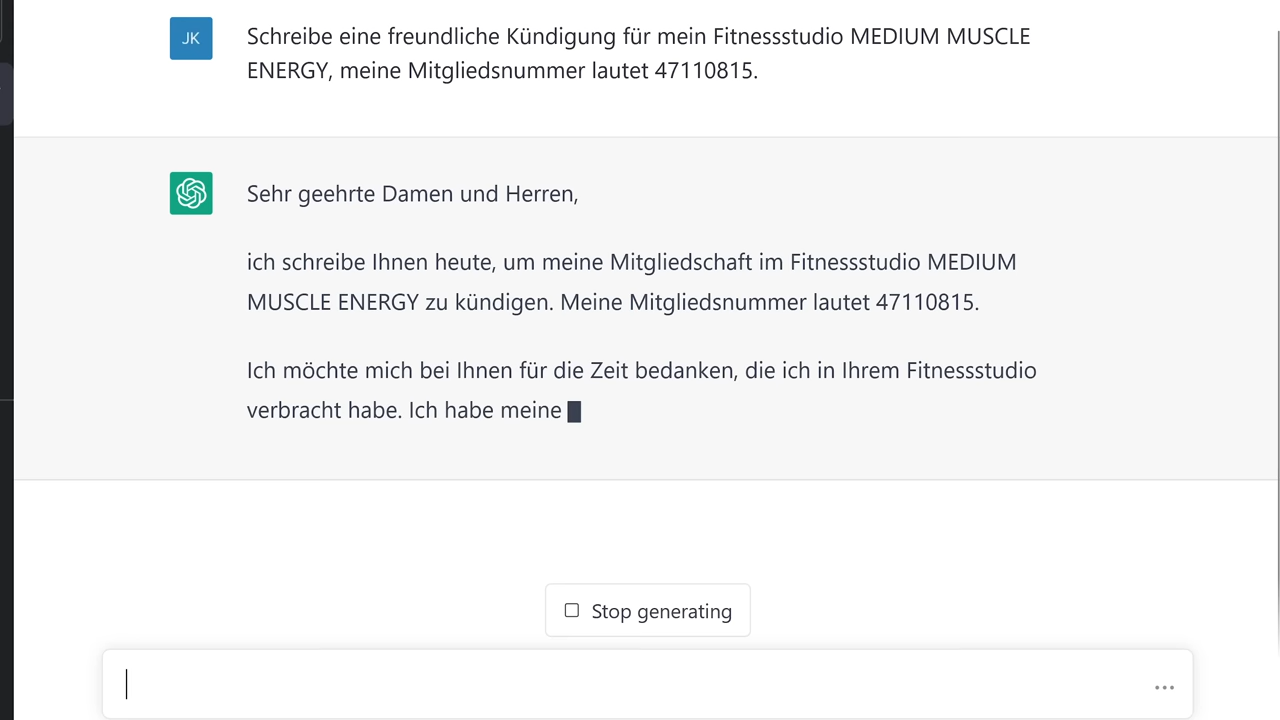 JK
Schreibe eine freundliche Kündigung für mein Fitnessstudio MEDIUM MUSCLE
ENERGY, meine Mitgliedsnummer lautet 47110815.
Sehr geehrte Damen und Herren,
ich schreibe Ihnen heute, um meine Mitgliedschaft im Fitnessstudio MEDIUM
MUSCLE ENERGY zu kündigen. Meine Mitgliedsnummer lautet 47110815.
Ich möchte mich bei Ihnen für die Zeit bedanken, die ich in Ihrem Fitnessstudio
verbracht habe. Ich habe meine
Stop generating